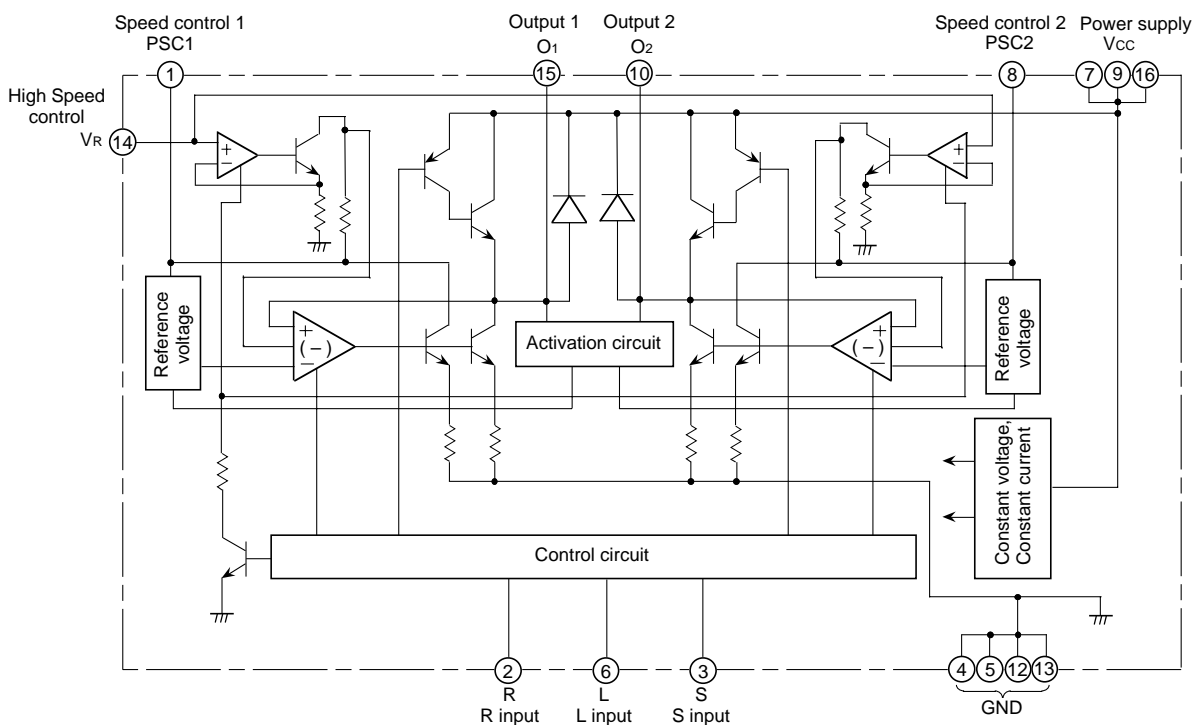 Speed control 1
PSC1
Output 1
O1
Output 2
O2
Speed control 2
PSC2
Power supply
VCC
1
15
10
8
7
9
16
High Speed
control
VR
14
+
−
+
−
Reference
voltage
+
(−)
−
Activation circuit
+
(−)
−
Reference
voltage
Constant voltage,
Constant current
Control circuit
2
6
3
4
5
12
13
R
R input
L
L input
S
S input
GND